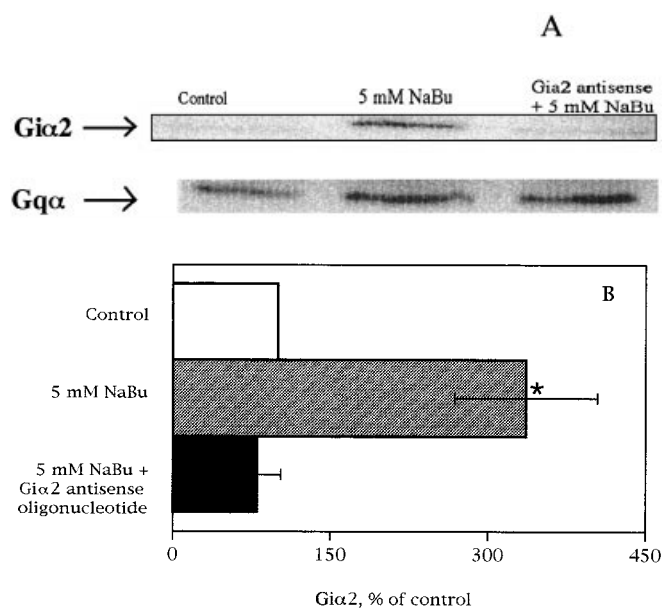 A
Control
5 mM NaBu
Gia2 antisense
+ 5 mM NaBu
Giα2
Gqα
B
Control
5 mM NaBu
*
5 mM NaBu +
Giα2 antisense
oligonucleotide
0
150
300
450
Giα2, % of control